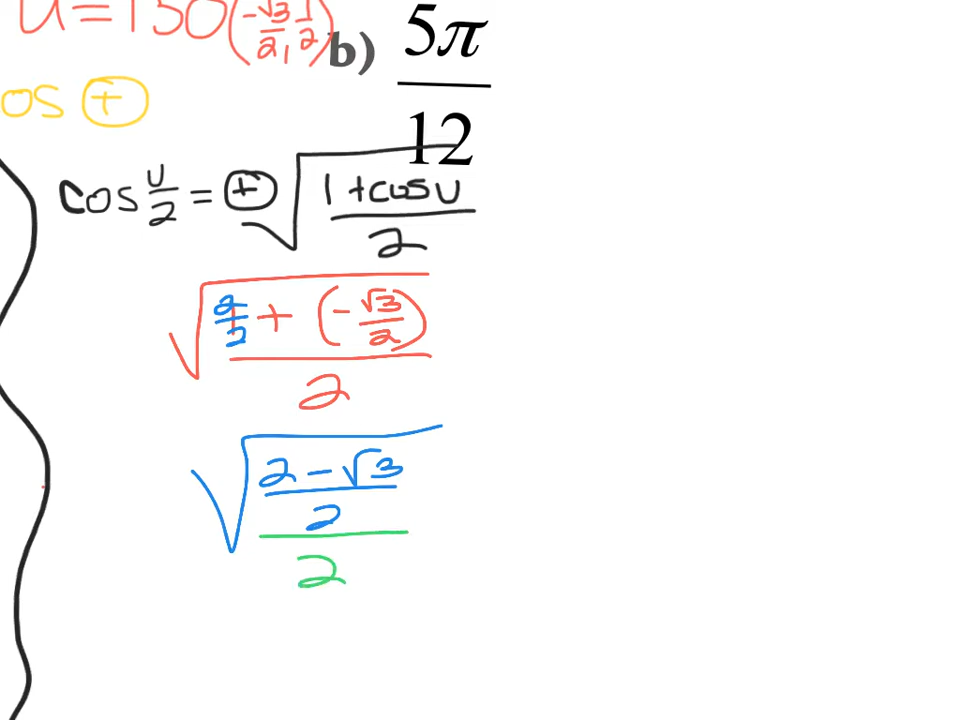 u = 150 (-√3/2, 1/2)
b) 5π/12
os (+)
cos u/2 = (+) √((1 + cos u)/2)
√((2/2 + (-√3/2))/2)
√(((2 - √3)/2)/2)